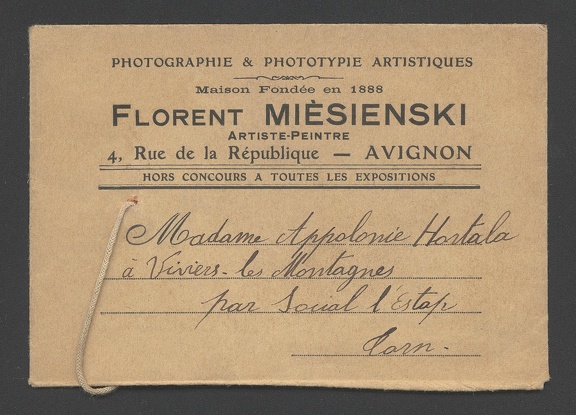 PHOTOGRAPHIE & PHOTOTYPIE ARTISTIQUES
Maison Fondée en 1888
FLORENT MIÈSIENSKI
ARTISTE-PEINTRE
4, Rue de la République — AVIGNON
HORS CONCOURS A TOUTES LES EXPOSITIONS
Madame Appolonie Hortala
à Viviers-les Montagnes
par Soual l'Estap
Tarn.